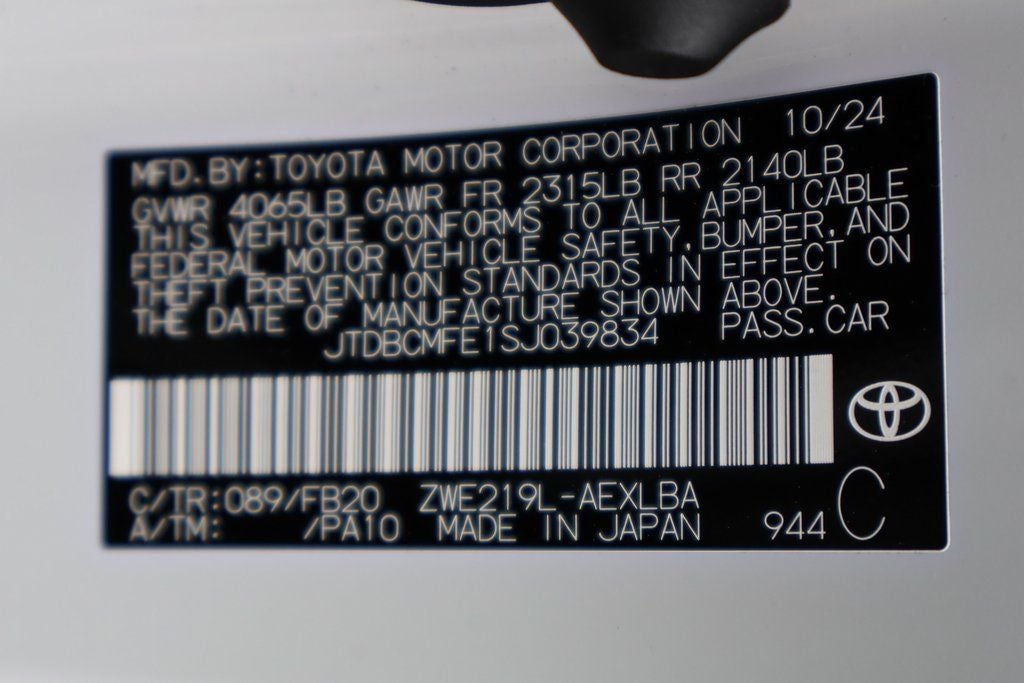 MFD. BY: TOYOTA MOTOR CORPORATION 10/24
GVWR 4065LB GAWR FR 2315LB RR 2140LB
THIS VEHICLE CONFORMS TO ALL APPLICABLE
FEDERAL MOTOR VEHICLE SAFETY, BUMPER, AND
THEFT PREVENTION STANDARDS IN EFFECT ON
THE DATE OF MANUFACTURE SHOWN ABOVE.
JTDBCMFE1SJ039834 PASS. CAR
C/TR: 089/FB20 ZWE219L-AEXLBA
A/TM: /PA10 MADE IN JAPAN 944 C